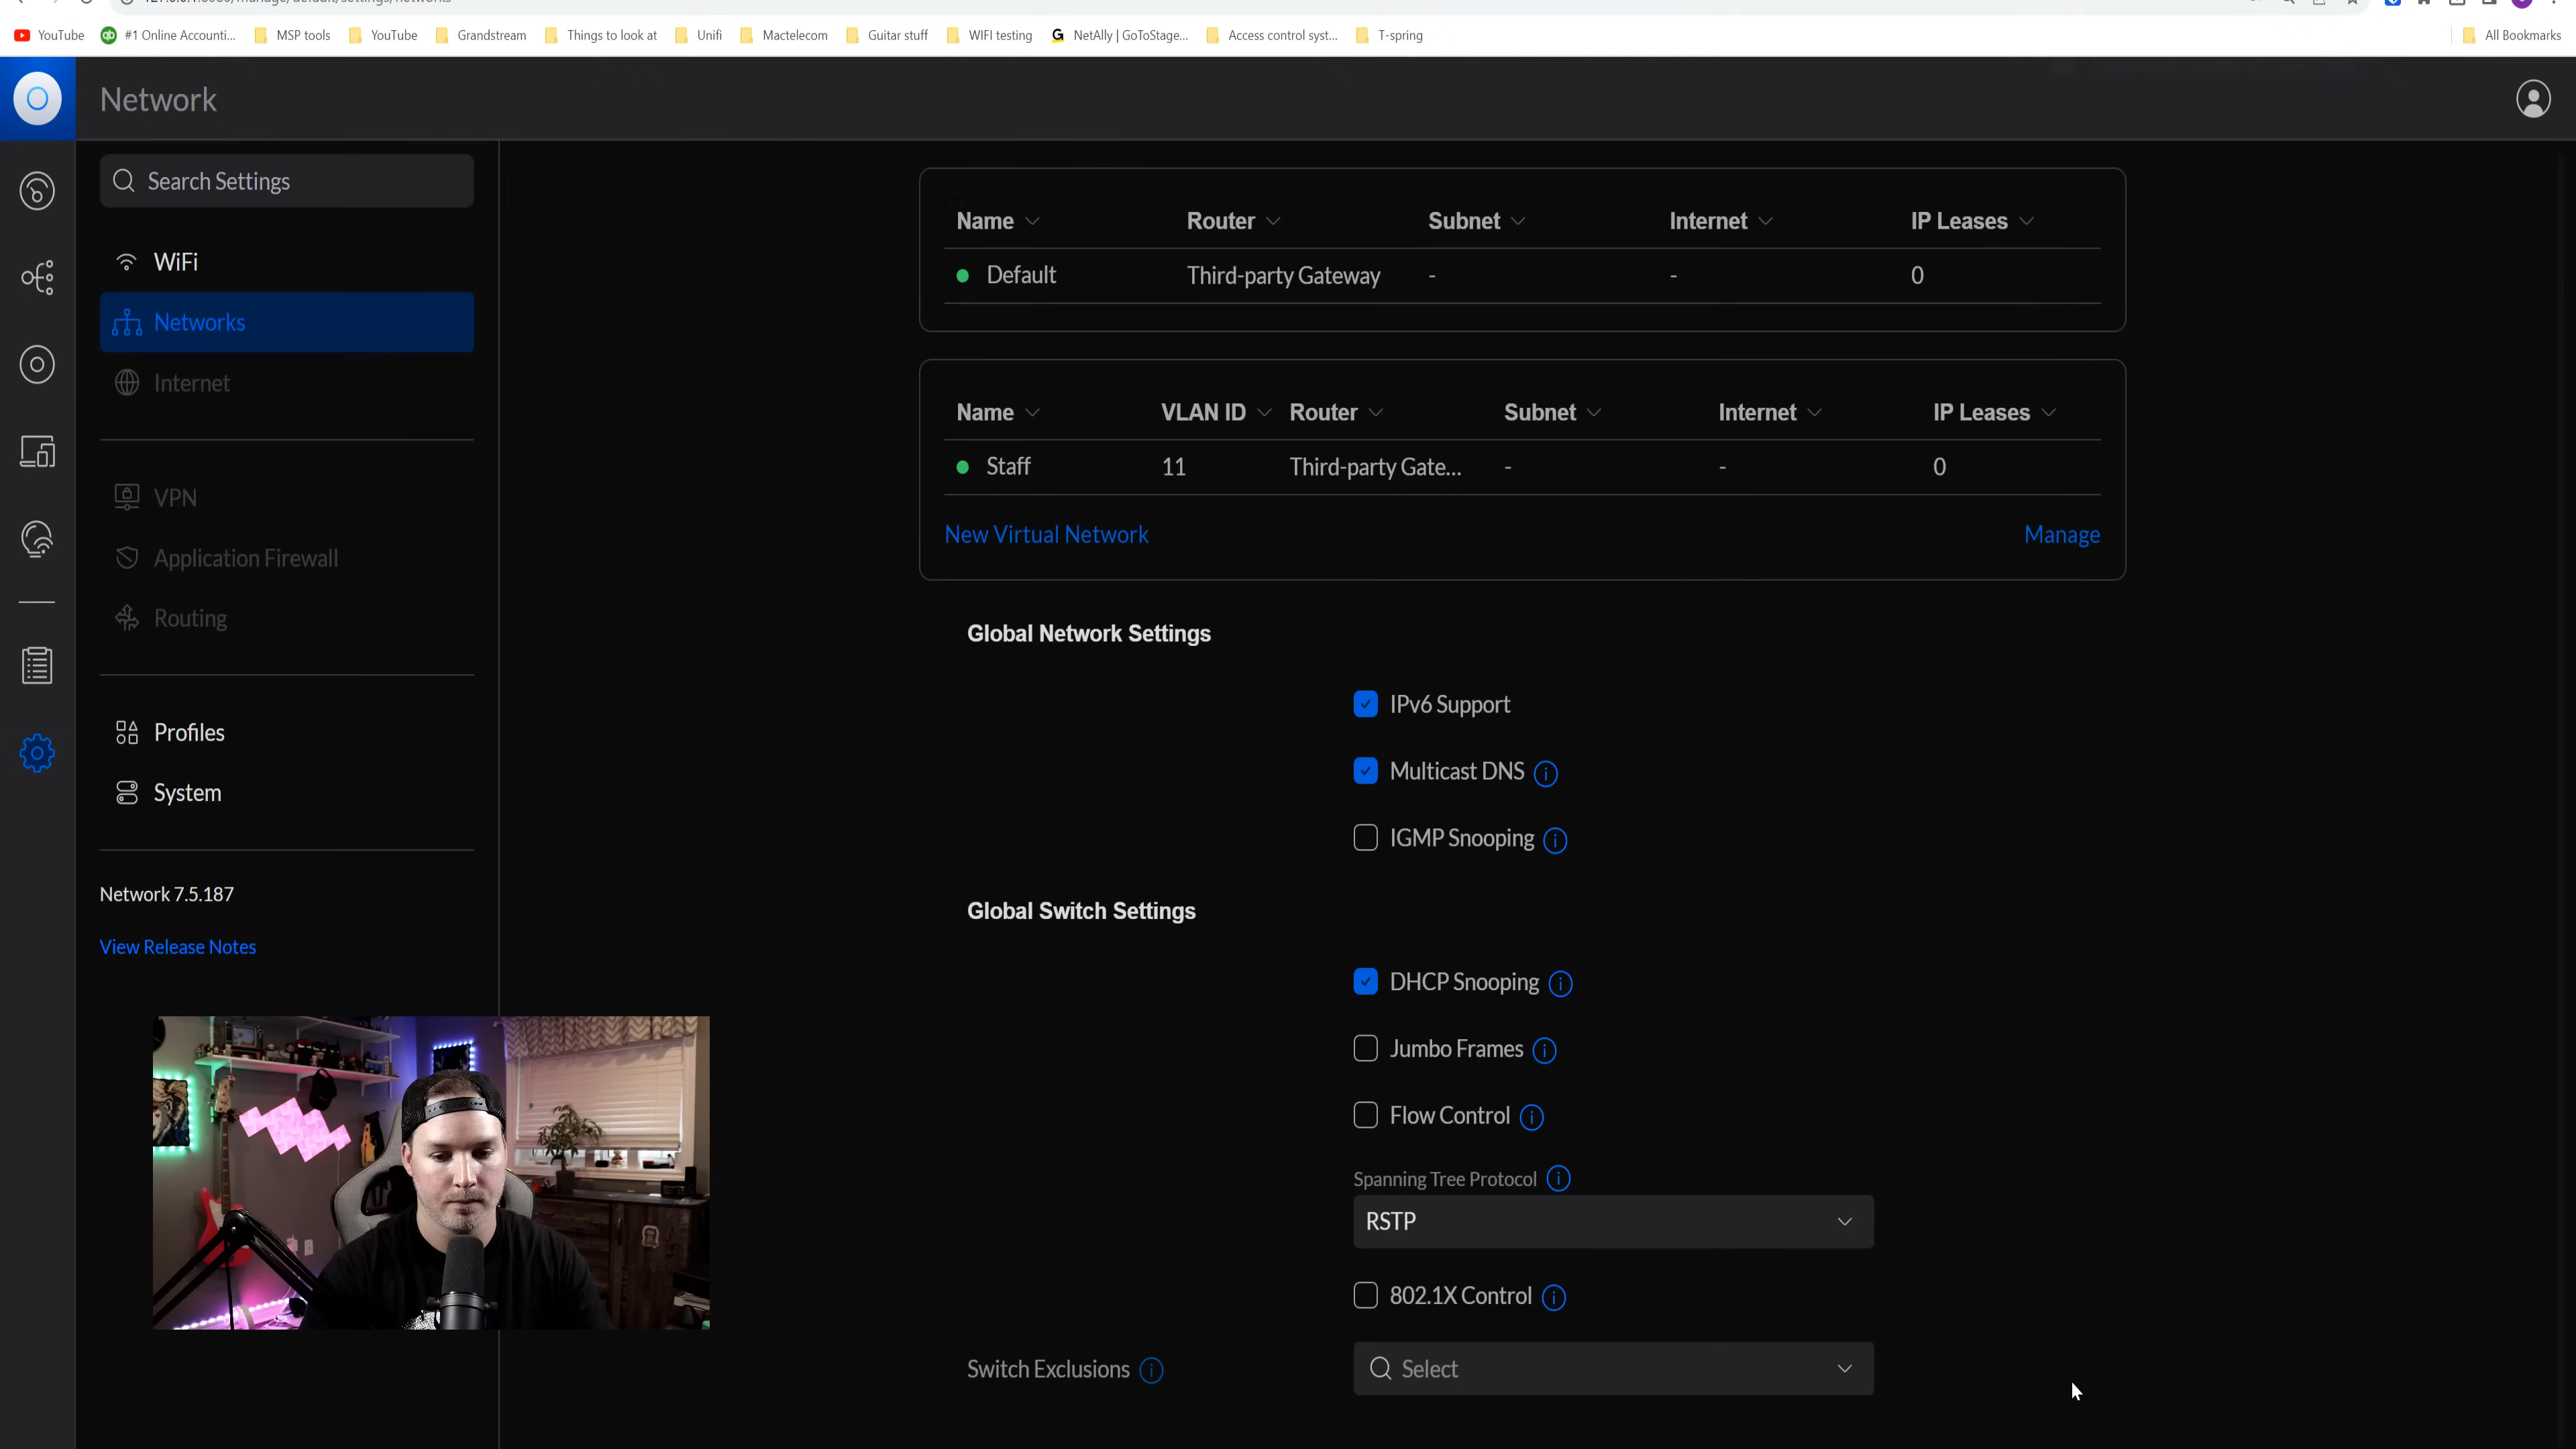 YouTube #1 Online Accounti... MSP tools YouTube Grandstream Things to look at Unifi Mactelecom Guitar stuff WIFI testing NetAlly | GoToStage... Access control syst... T-spring All Bookmarks
Network
Search Settings
WiFi
Networks
Internet
VPN
Application Firewall
Routing
Profiles
System
Network 7.5.187
View Release Notes
Name Router Subnet Internet IP Leases
Default Third-party Gateway - - 0
Name VLAN ID Router Subnet Internet IP Leases
Staff 11 Third-party Gate... - - 0
New Virtual Network Manage
Global Network Settings
IPv6 Support
Multicast DNS
IGMP Snooping
Global Switch Settings
DHCP Snooping
Jumbo Frames
Flow Control
Spanning Tree Protocol
RSTP
802.1X Control
Switch Exclusions Select